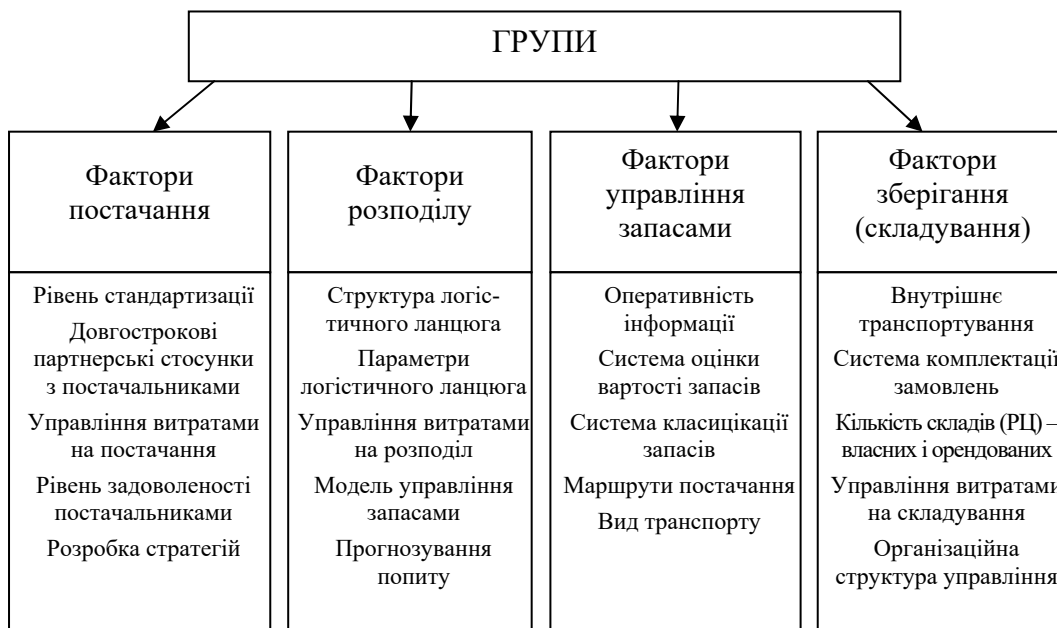 ГРУПИ
Фактори
постачання
Рівень стандартизації
Довгострокові
партнерські стосунки
з постачальниками
Управління витратами
на постачання
Рівень задоволеності
постачальниками
Розробка стратегій
Фактори
розподілу
Структура логіс-
тичного ланцюга
Параметри
логістичного ланцюга
Управління витратами
на розподіл
Модель управління
запасами
Прогнозування
попиту
Фактори
управління
запасами
Оперативність
інформації
Система оцінки
вартості запасів
Система класицікації
запасів
Маршрути постачання
Вид транспорту
Фактори
зберігання
(складування)
Внутрішнє
транспортування
Система комплектації
замовлень
Кількість складів (РЦ) –
власних і орендованих
Управління витратами
на складування
Організаційна
структура управління